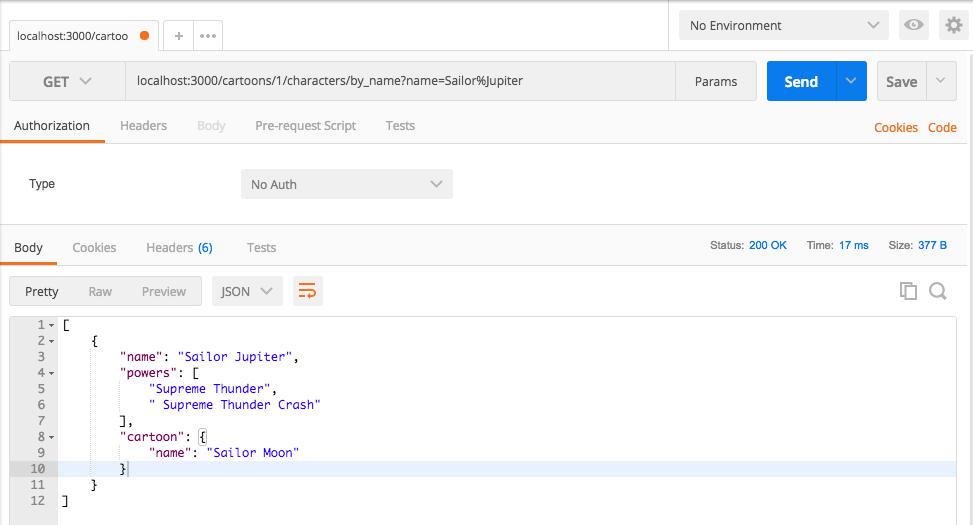 localhost:3000/cartoo + ••• No Environment
GET localhost:3000/cartoons/1/characters/by_name?name=Sailor%Jupiter Params Send Save
Authorization Headers Body Pre-request Script Tests Cookies Code
Type No Auth
Body Cookies Headers (6) Tests Status: 200 OK Time: 17 ms Size: 377 B
Pretty Raw Preview JSON
1 [
2 {
3 "name": "Sailor Jupiter",
4 "powers": [
5 "Supreme Thunder",
6 " Supreme Thunder Crash"
7 ],
8 "cartoon": {
9 "name": "Sailor Moon"
10 }
11 }
12 ]